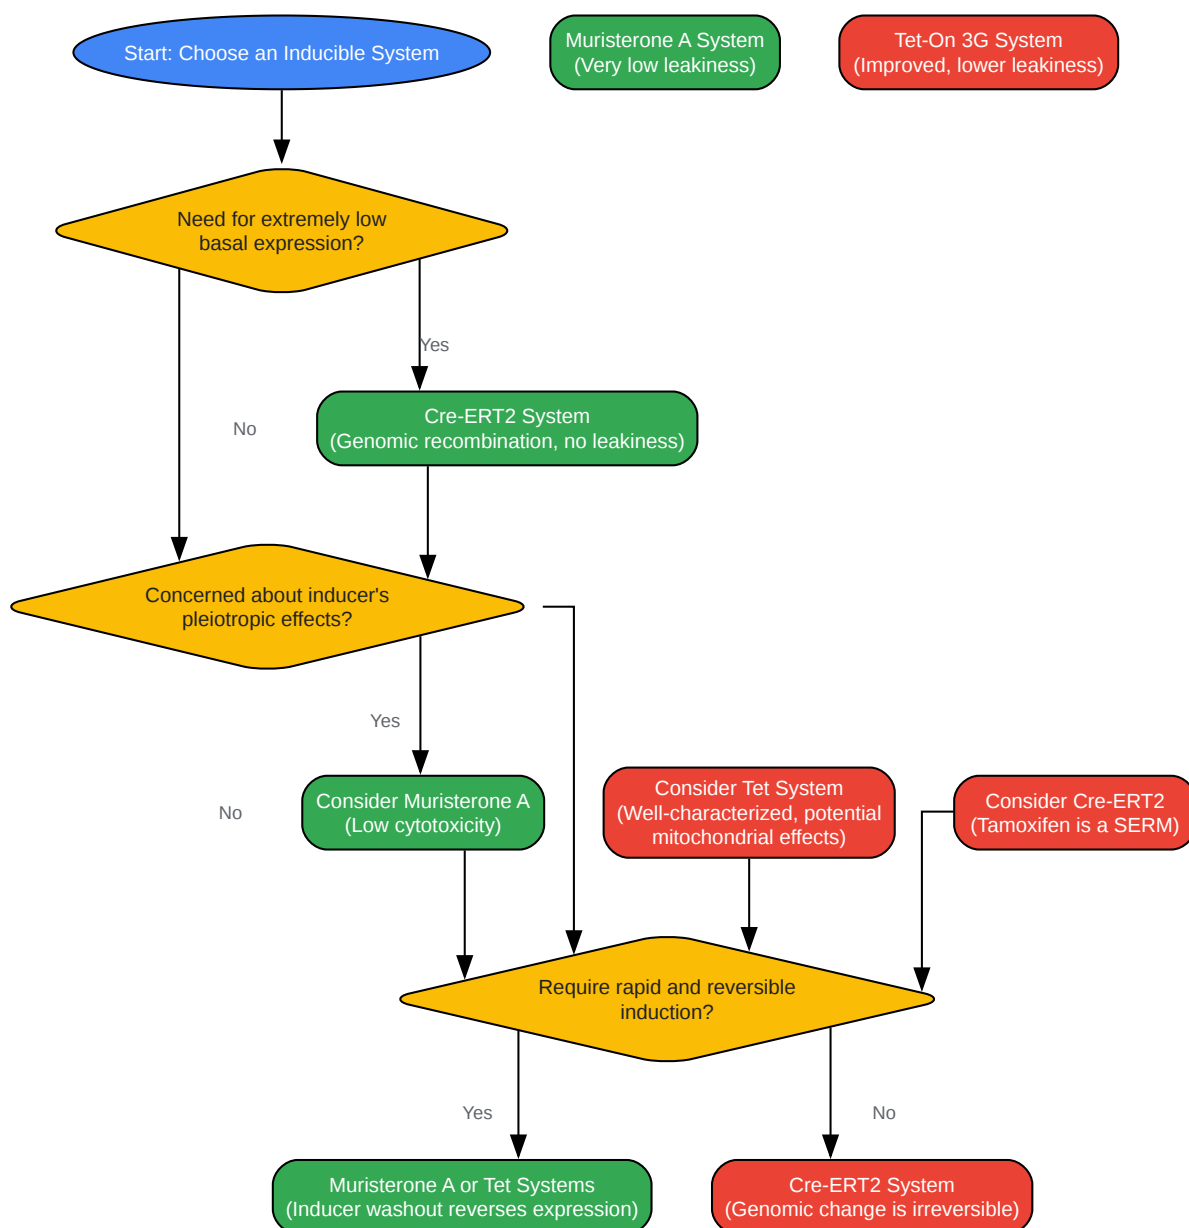 Start: Choose an Inducible System
Muristerone A System
(Very low leakiness)
Tet-On 3G System
(Improved, lower leakiness)
Need for extremely low
basal expression?
Yes
No
Cre-ERT2 System
(Genomic recombination, no leakiness)
Concerned about inducer's
pleiotropic effects?
Yes
No
Consider Muristerone A
(Low cytotoxicity)
Consider Tet System
(Well-characterized, potential
mitochondrial effects)
Consider Cre-ERT2
(Tamoxifen is a SERM)
Require rapid and reversible
induction?
Yes
No
Muristerone A or Tet Systems
(Inducer washout reverses expression)
Cre-ERT2 System
(Genomic change is irreversible)